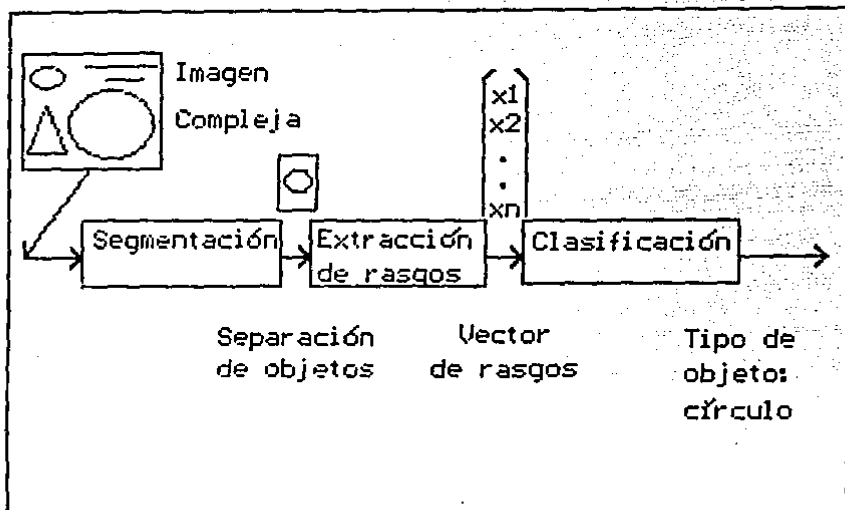 Imagen
Compleja
x1
x2
.
.
xn
Segmentación
Extracción
de rasgos
Clasificación
Separación
de objetos
Vector
de rasgos
Tipo de
objeto:
círculo